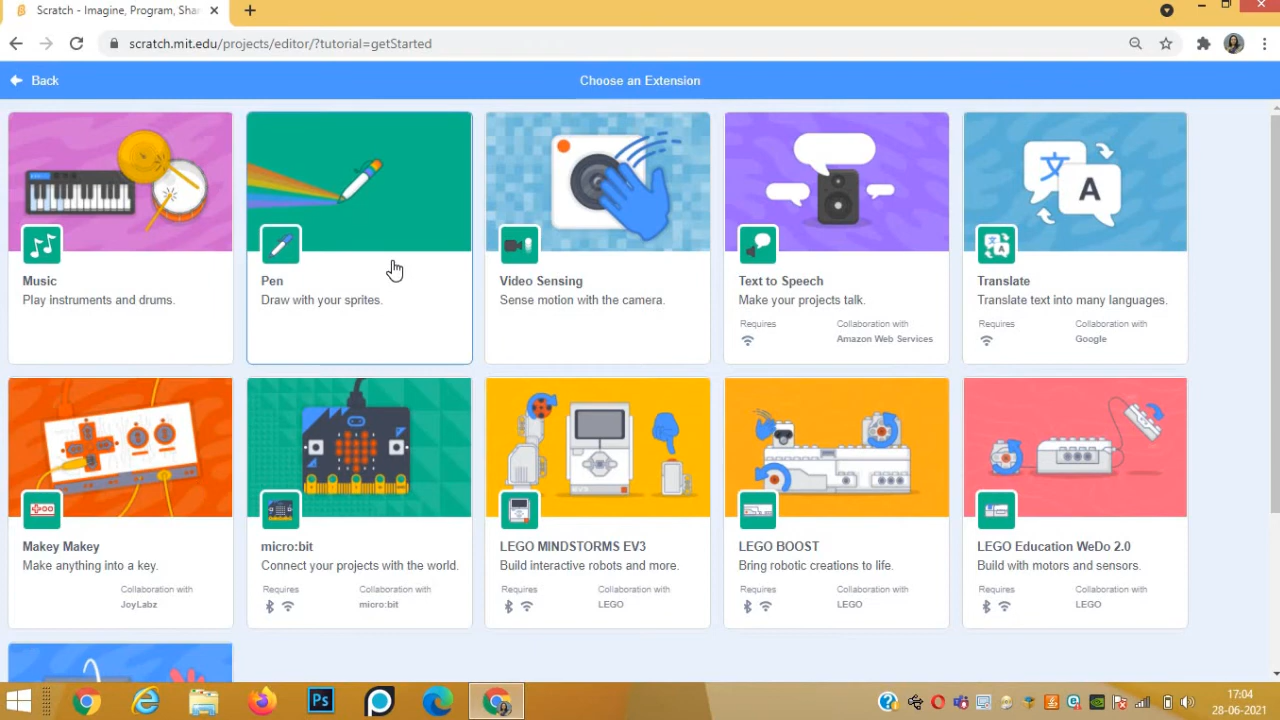 Scratch - Imagine, Program, Sha
scratch.mit.edu/projects/editor/?tutorial=getStarted
Back
Choose an Extension
文
A
Music
Play instruments and drums.
Pen
Draw with your sprites.
Video Sensing
Sense motion with the camera.
Text to Speech
Make your projects talk.
Requires
Collaboration with
Amazon Web Services
Translate
Translate text into many languages.
Requires
Collaboration with
Google
Makey Makey
Make anything into a key.
Collaboration with
JoyLabz
micro:bit
Connect your projects with the world.
Requires
Collaboration with
micro:bit
LEGO MINDSTORMS EV3
Build interactive robots and more.
Requires
Collaboration with
LEGO
LEGO BOOST
Bring robotic creations to life.
Requires
Collaboration with
LEGO
LEGO Education WeDo 2.0
Build with motors and sensors.
Requires
Collaboration with
LEGO
Ps
17:04
28-06-2021